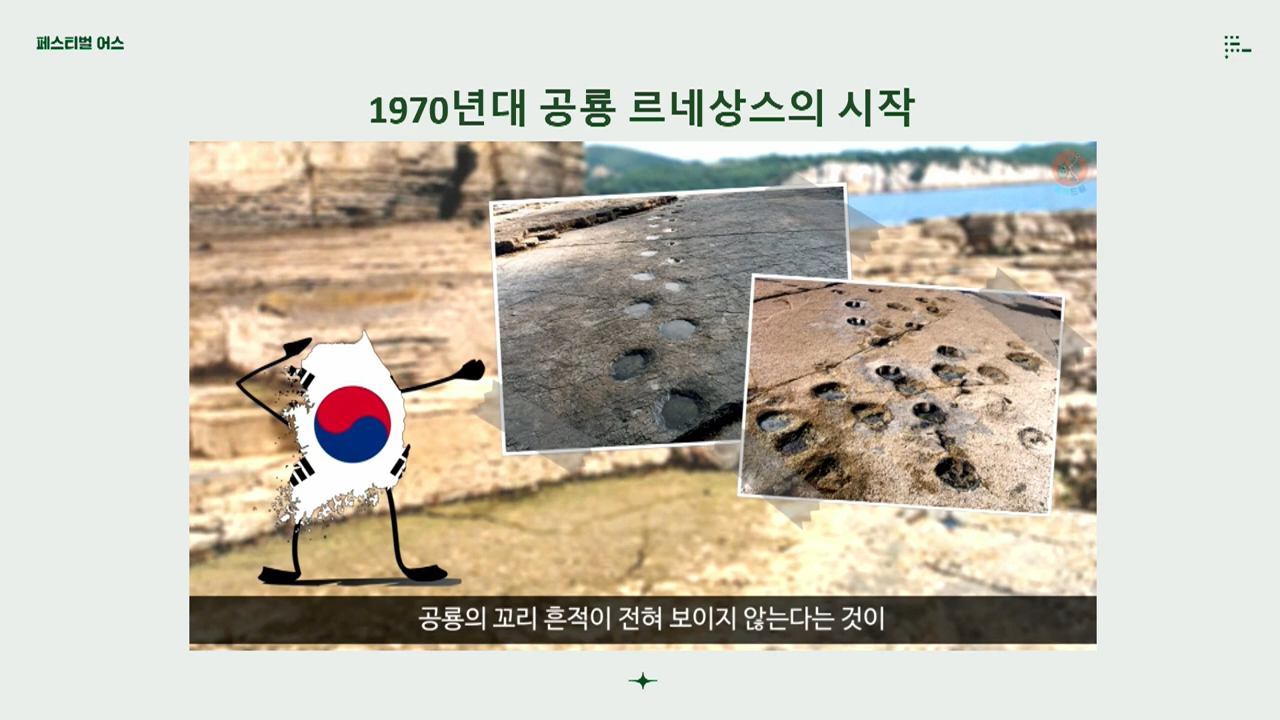 페스티벌 어스
1970년대 공룡 르네상스의 시작
공룡의 꼬리 흔적이 전혀 보이지 않는다는 것이